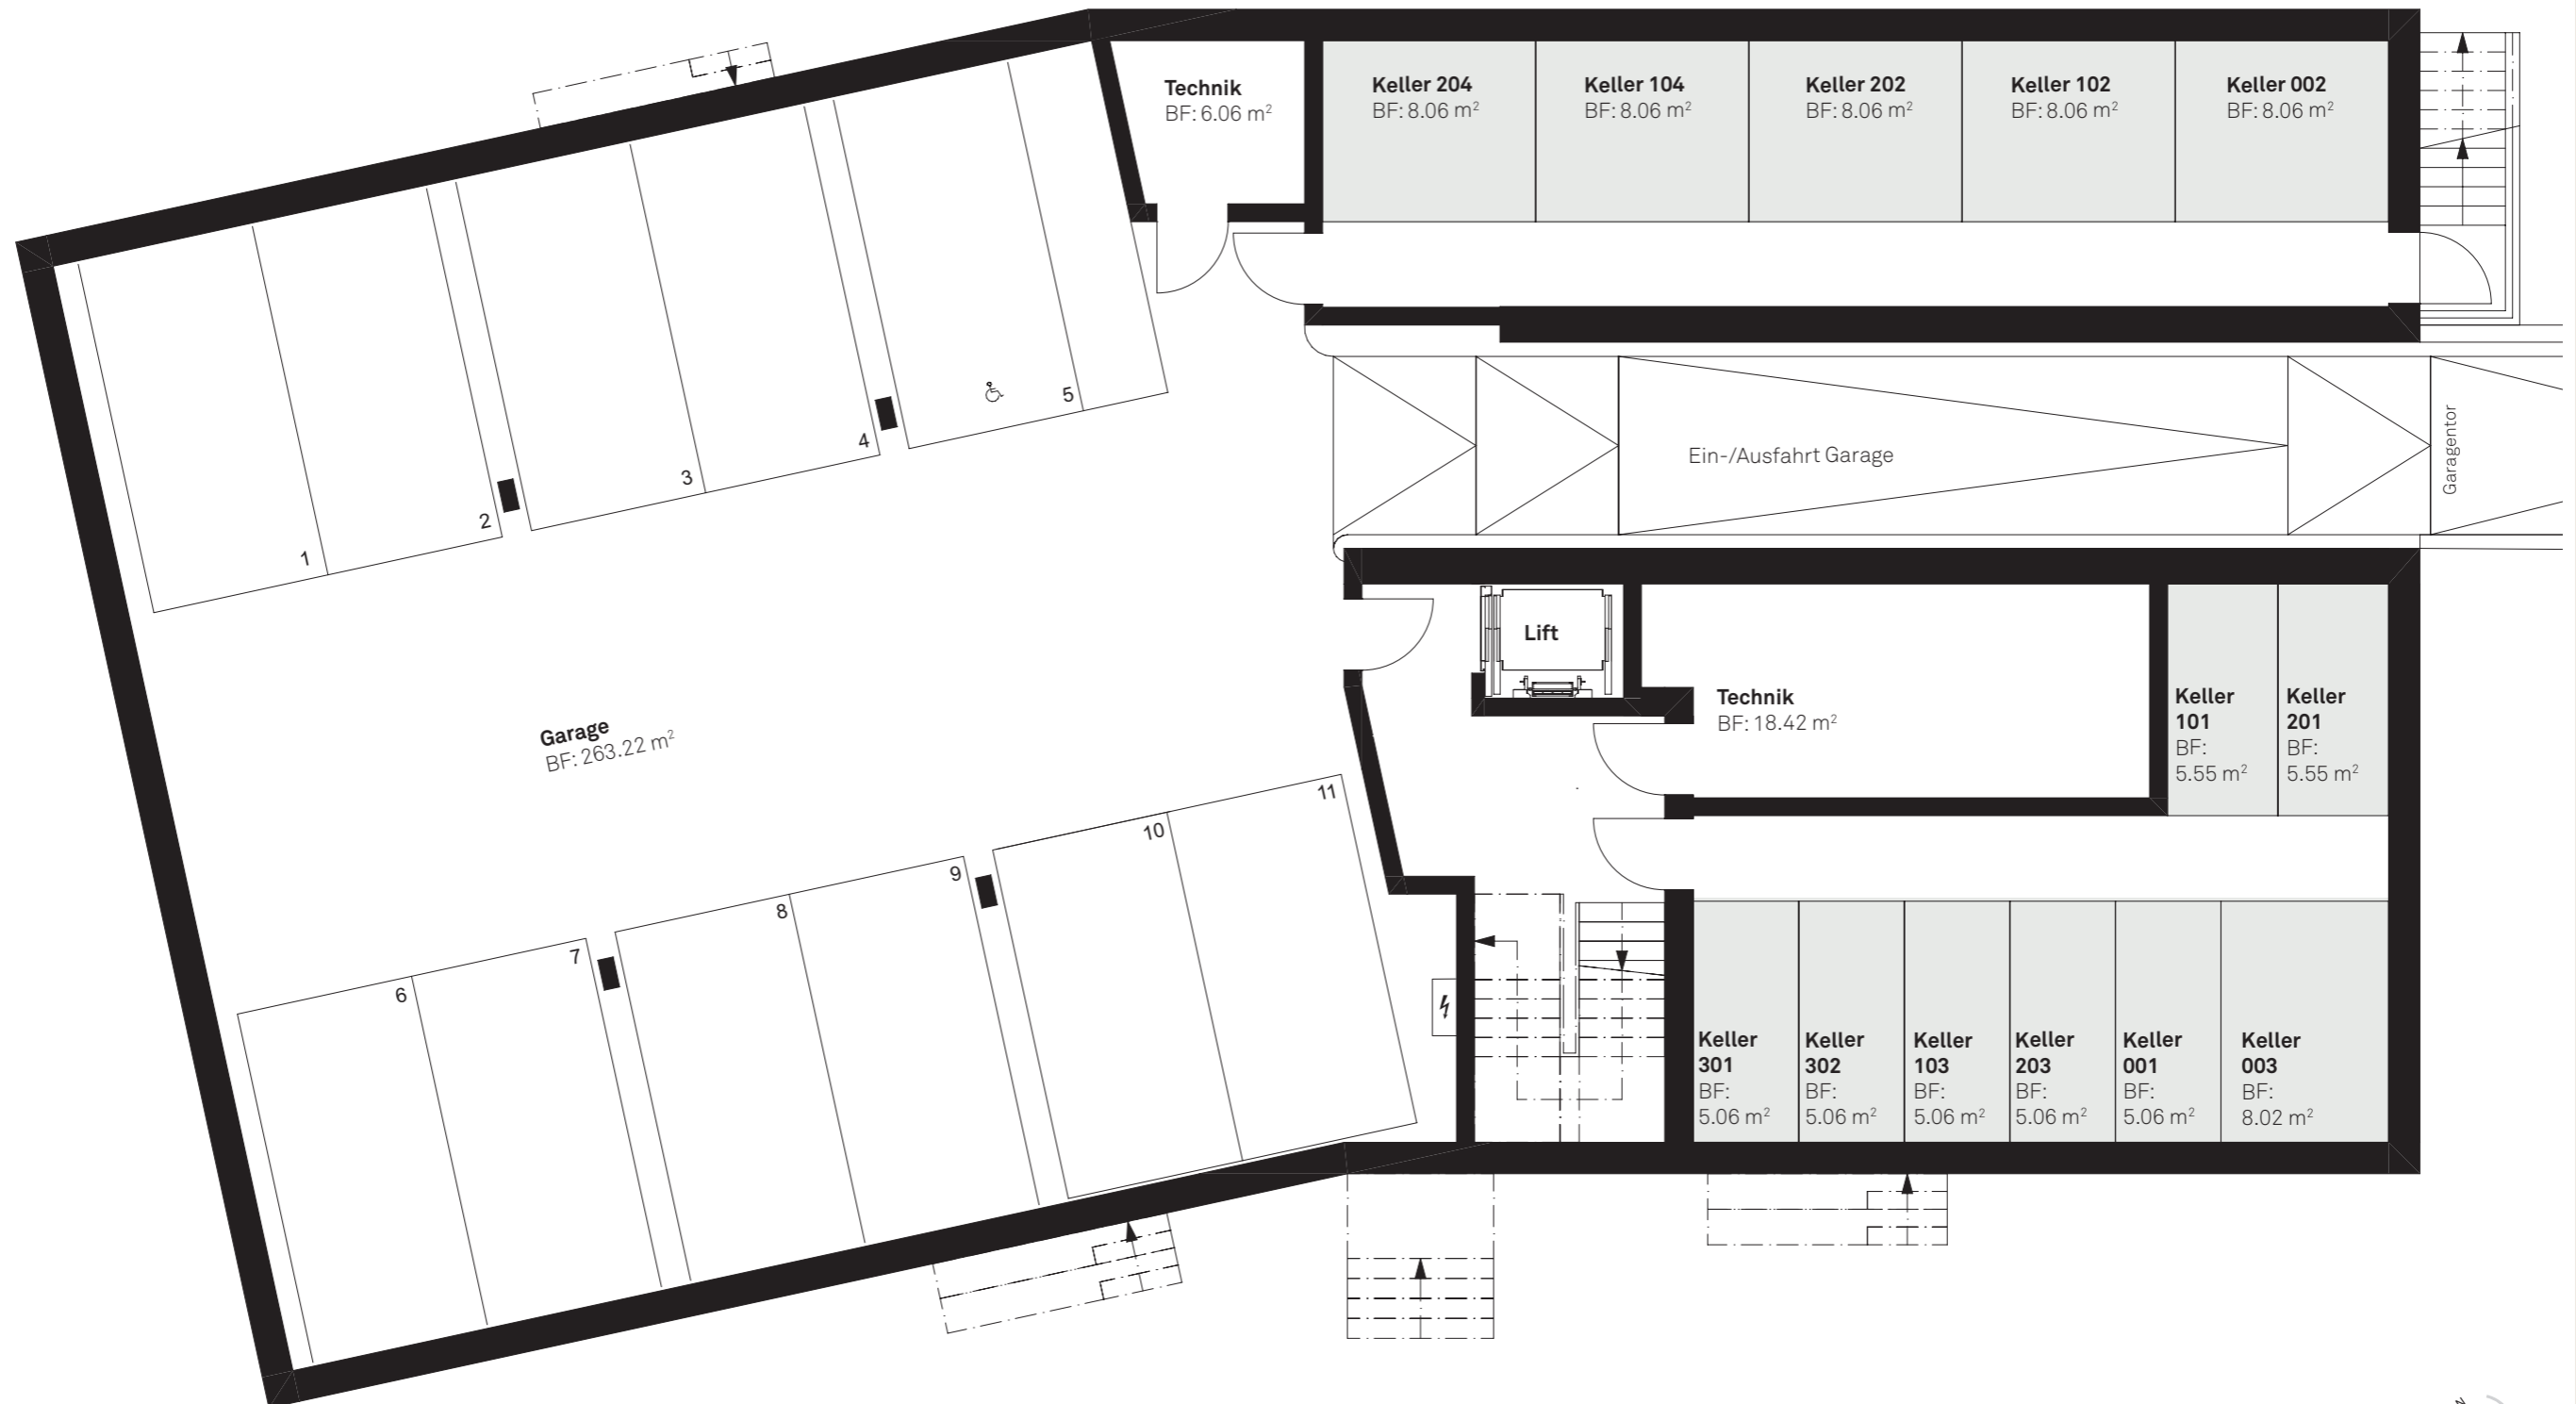 Technik
BF: 6.06 m²
Keller 204
BF: 8.06 m²
Keller 104
BF: 8.06 m²
Keller 202
BF: 8.06 m²
Keller 102
BF: 8.06 m²
Keller 002
BF: 8.06 m²
1
2
3
4
5
Ein-/Ausfahrt Garage
Garagentor
Lift
Technik
BF: 18.42 m²
Keller
101
BF:
5.55 m²
Keller
201
BF:
5.55 m²
Garage
BF: 263.22 m²
6
7
8
9
10
11
Keller
301
BF:
5.06 m²
Keller
302
BF:
5.06 m²
Keller
103
BF:
5.06 m²
Keller
203
BF:
5.06 m²
Keller
001
BF:
5.06 m²
Keller
003
BF:
8.02 m²
N